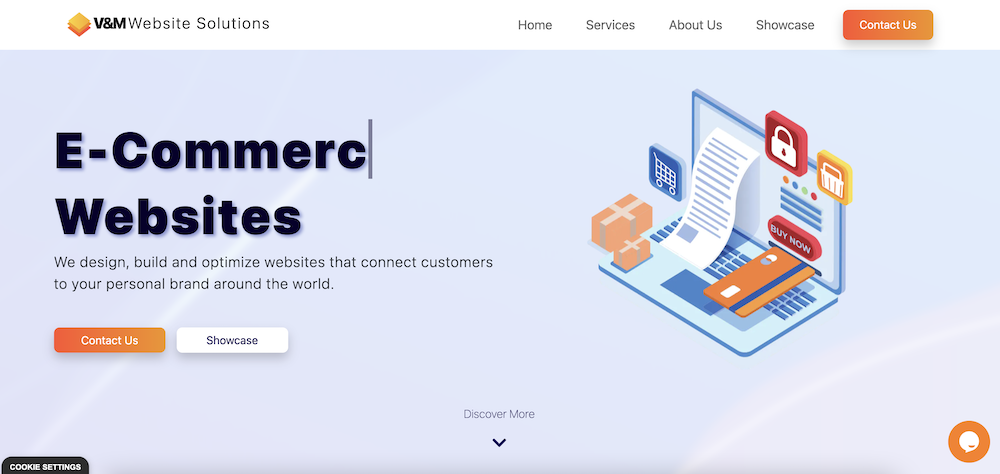 V&M Website Solutions
Home
Services
About Us
Showcase
Contact Us
E-Commerc
Websites
We design, build and optimize websites that connect customers
to your personal brand around the world.
Contact Us
Showcase
BUY NOW
Discover More
COOKIE SETTINGS